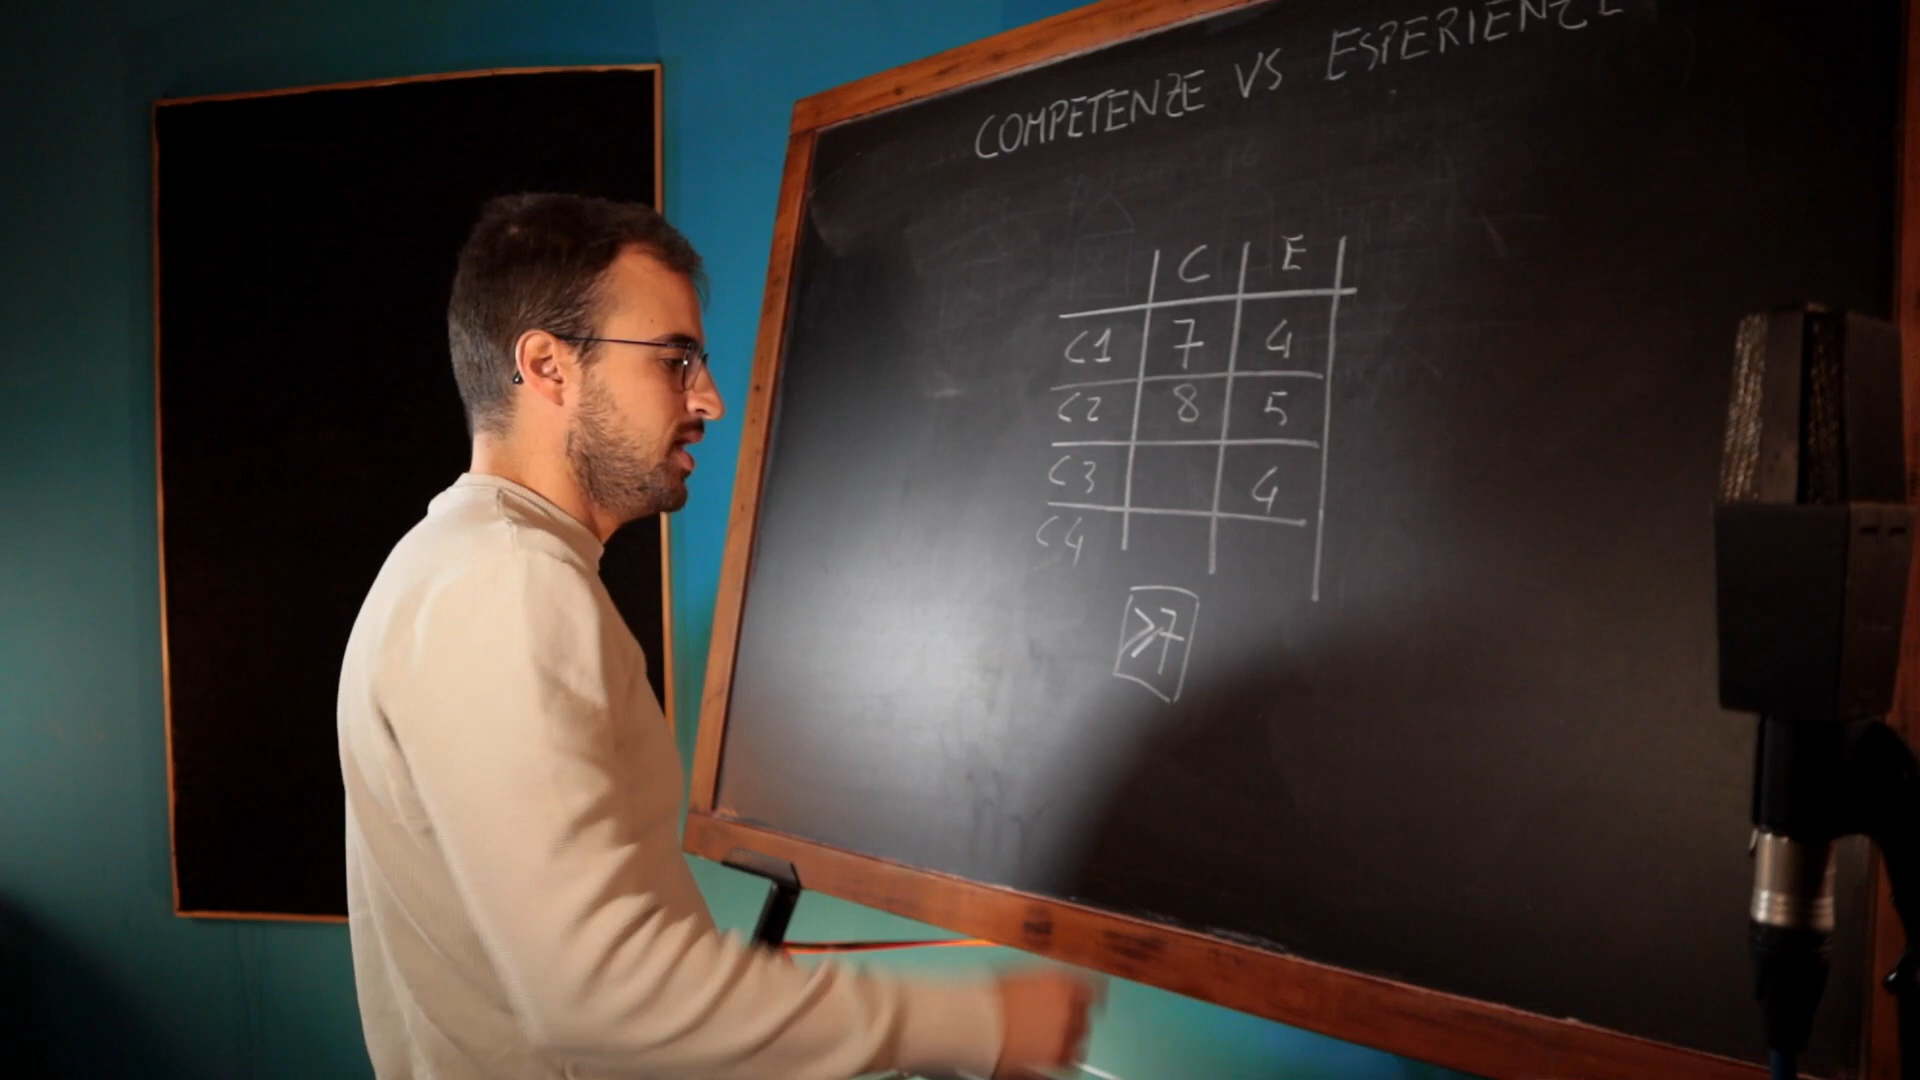 COMPETENZE VS ESPERIENZE
C E
C1 7 4
C2 8 5
C3 4
C4
≥7